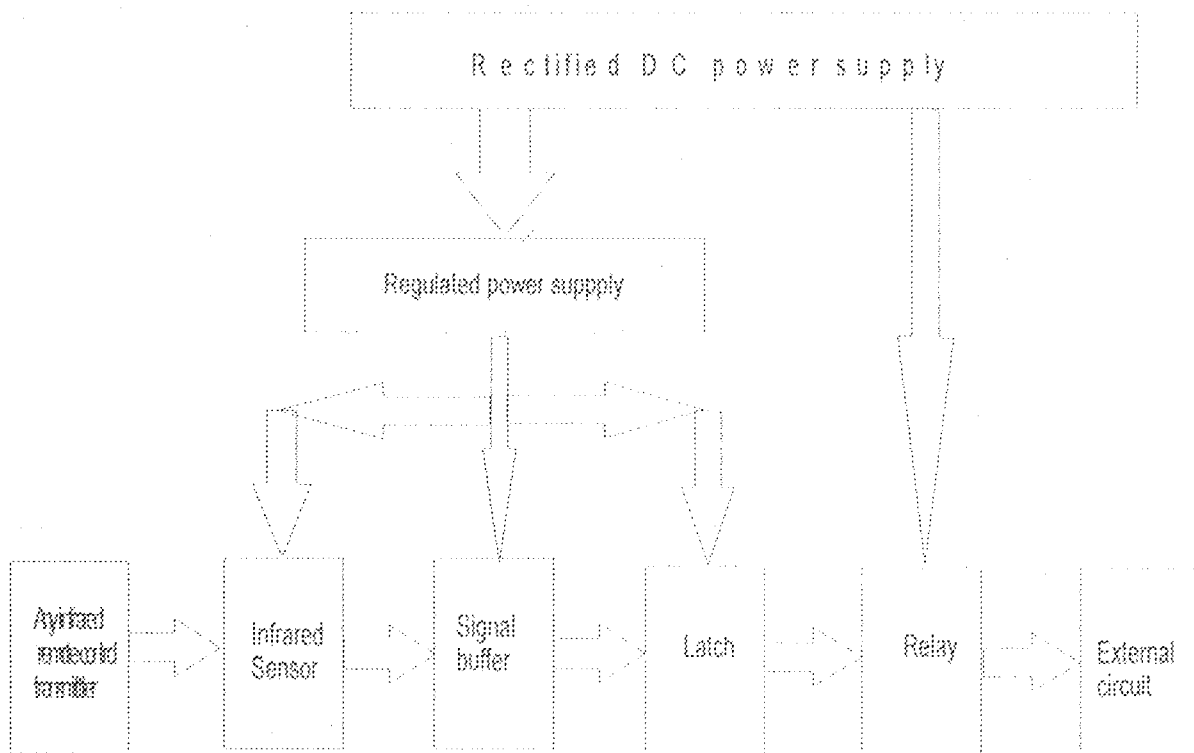 Rectified DC power supply
Regulated power suppply
Infrared
Sensor
Signal
buffer
Latch
Relay
External
circuit